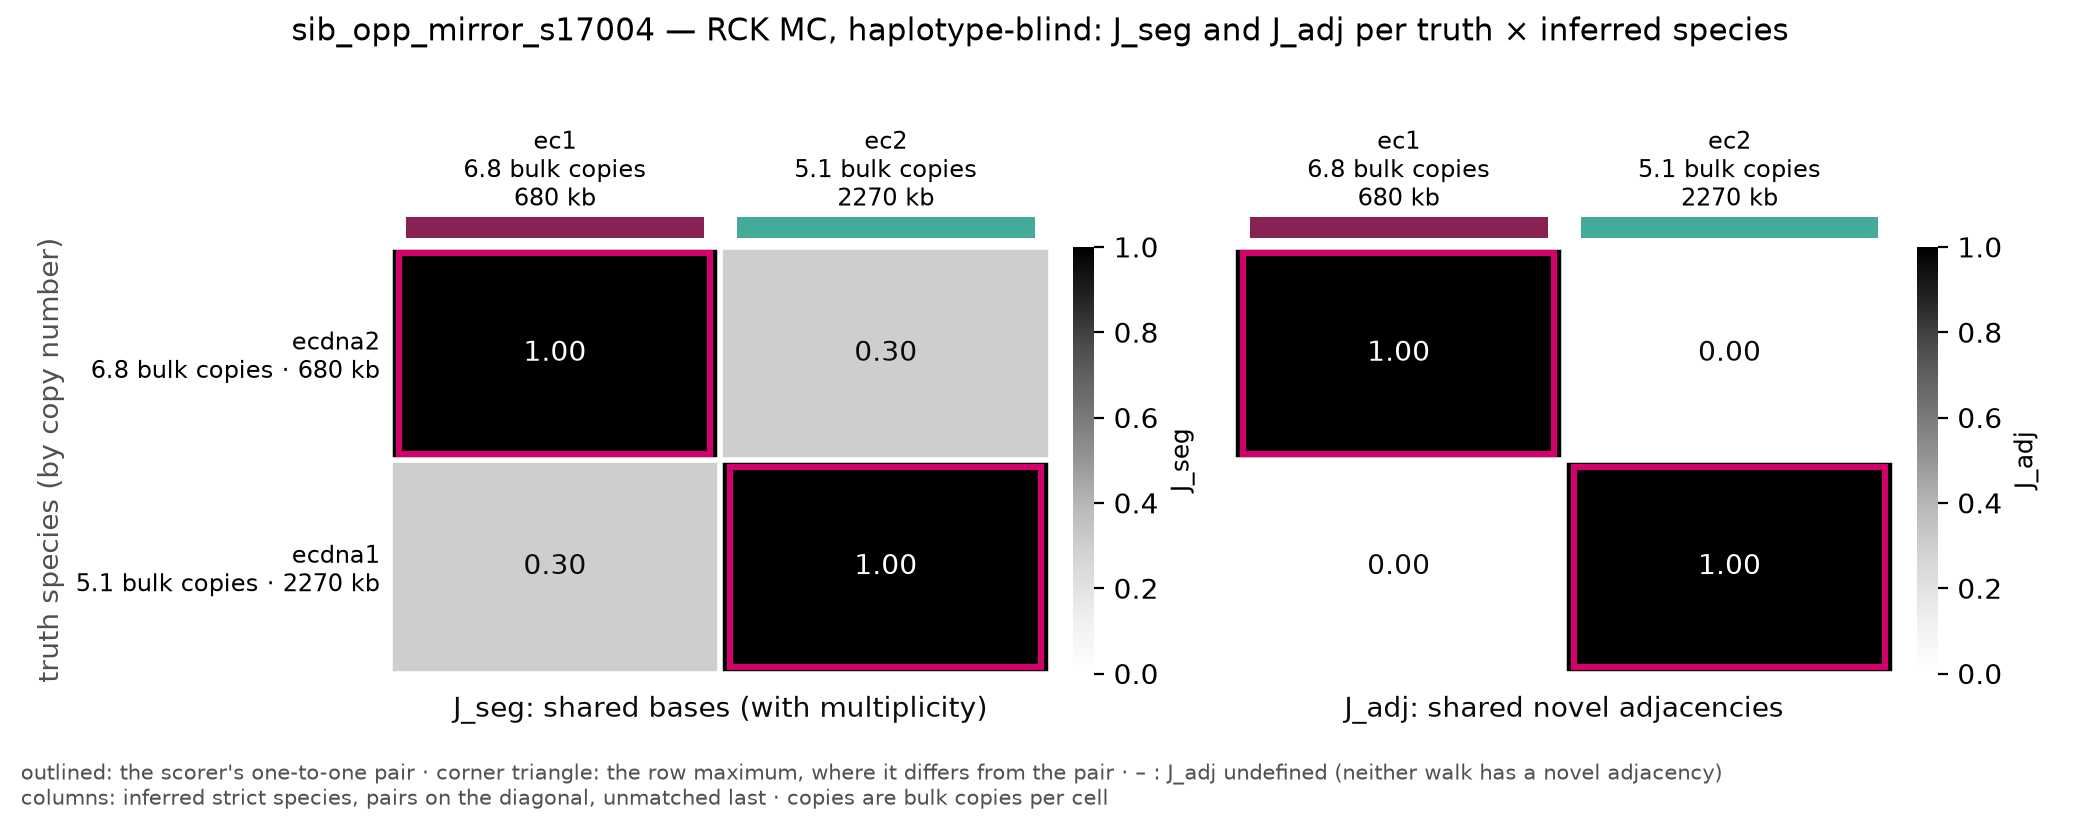 sib_opp_mirror_s17004 — RCK MC, haplotype-blind: J_seg and J_adj per truth × inferred species
ec1
6.8 bulk copies
680 kb
ec2
5.1 bulk copies
2270 kb
ec1
6.8 bulk copies
680 kb
ec2
5.1 bulk copies
2270 kb
truth species (by copy number)
ecdna2
6.8 bulk copies · 680 kb
ecdna1
5.1 bulk copies · 2270 kb
1.00
0.30
0.30
1.00
1.0
0.8
0.6
0.4
0.2
0.0
J_seg
1.00
0.00
0.00
1.00
1.0
0.8
0.6
0.4
0.2
0.0
J_adj
J_seg: shared bases (with multiplicity)
J_adj: shared novel adjacencies
outlined: the scorer's one-to-one pair · corner triangle: the row maximum, where it differs from the pair · – : J_adj undefined (neither walk has a novel adjacency)
columns: inferred strict species, pairs on the diagonal, unmatched last · copies are bulk copies per cell